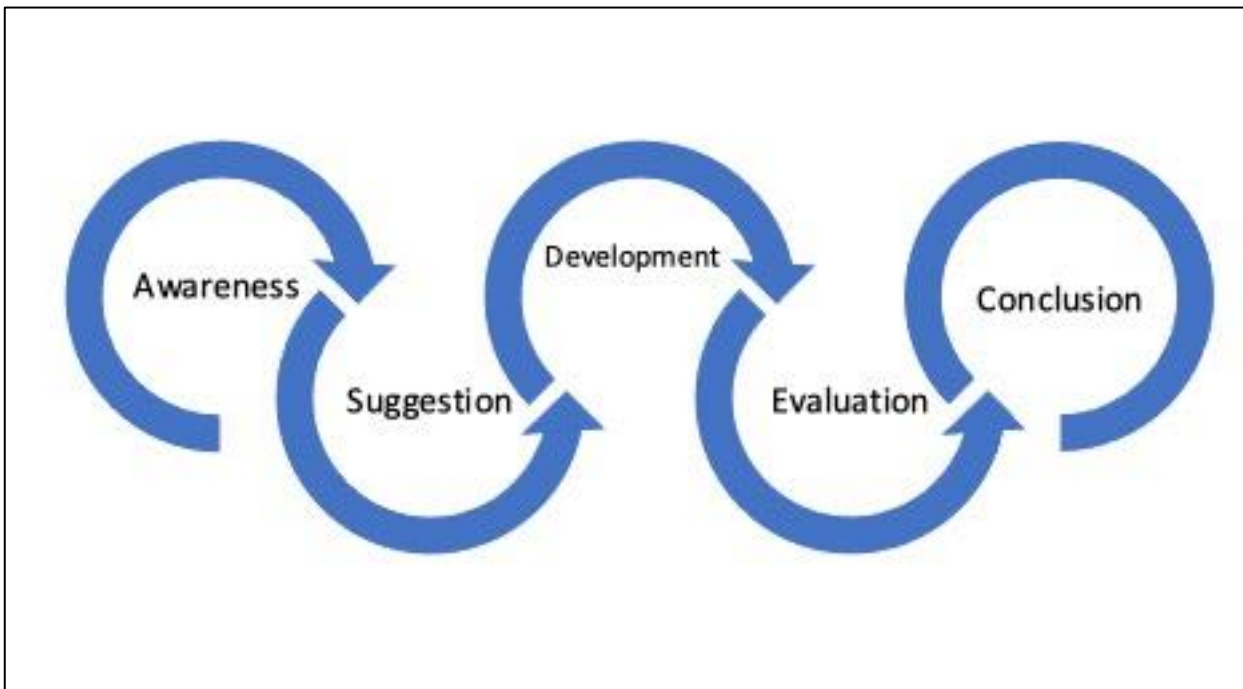 Awareness
Suggestion
Development
Evaluation
Conclusion